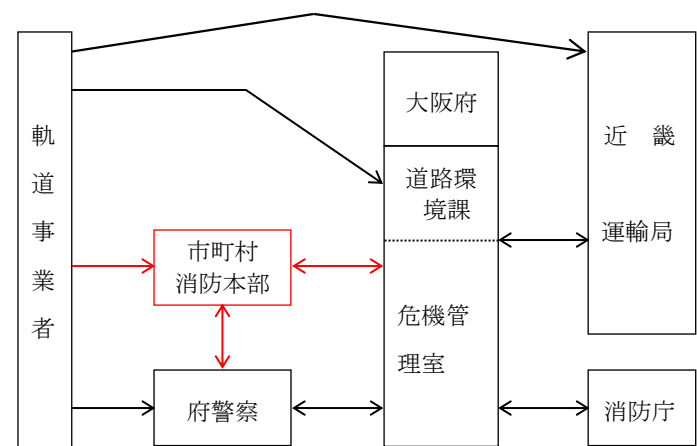 軌道事業者
市町村
消防本部
府警察
大阪府
道路環
境課
危機管
理室
近　畿
運輸局
消防庁